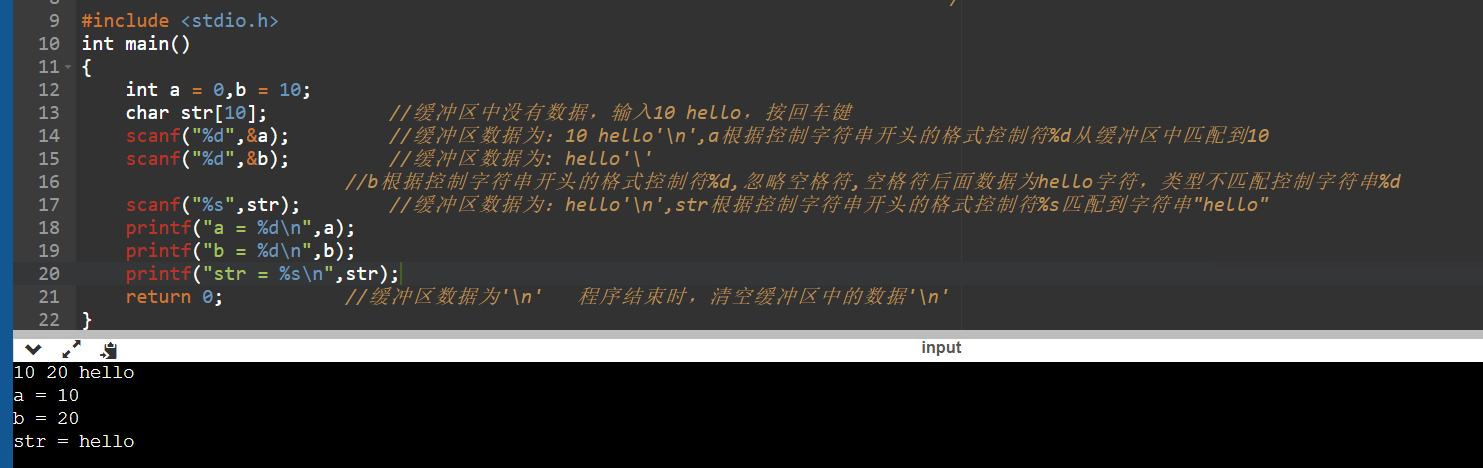 9 #include <stdio.h>
10 int main()
11 {
12 int a = 0,b = 10;
13 char str[10]; //缓冲区中没有数据，输入10 hello，按回车键
14 scanf("%d",&a); //缓冲区数据为：10 hello'\n',a根据控制字符串开头的格式控制符%d从缓冲区中匹配到10
15 scanf("%d",&b); //缓冲区数据为: hello'\'
16 //b根据控制字符串开头的格式控制符%d,忽略空格符,空格符后面数据为hello字符，类型不匹配控制字符串%d
17 scanf("%s",str); //缓冲区数据为：hello'\n',str根据控制字符串开头的格式控制符%s匹配到字符串"hello"
18 printf("a = %d\n",a);
19 printf("b = %d\n",b);
20 printf("str = %s\n",str);
21 return 0; //缓冲区数据为'\n' 程序结束时，清空缓冲区中的数据'\n'
22 }
input
10 20 hello
a = 10
b = 20
str = hello